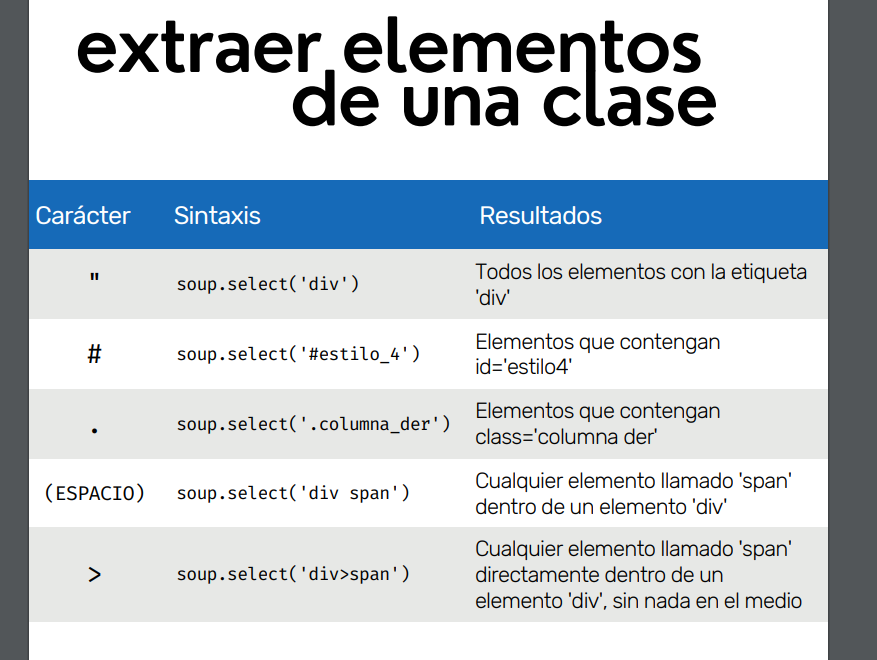 extraer elementos
de una clase
Carácter Sintaxis Resultados
" soup.select('div') Todos los elementos con la etiqueta
'div'
# soup.select('#estilo_4') Elementos que contengan
id='estilo4'
. soup.select('.columna_der') Elementos que contengan
class='columna der'
(ESPACIO) soup.select('div span') Cualquier elemento llamado 'span'
dentro de un elemento 'div'
> soup.select('div>span') Cualquier elemento llamado 'span'
directamente dentro de un
elemento 'div', sin nada en el medio